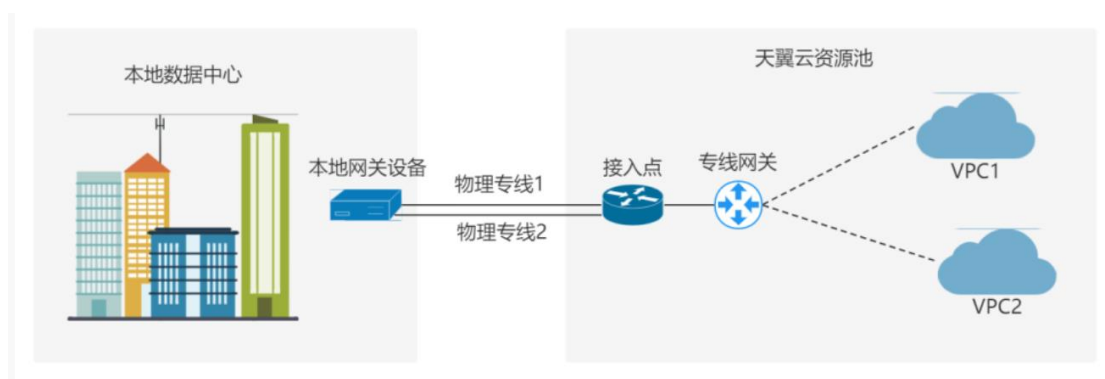 天翼云资源池
本地数据中心
本地网关设备
物理专线1
物理专线2
接入点
专线网关
VPC1
VPC2